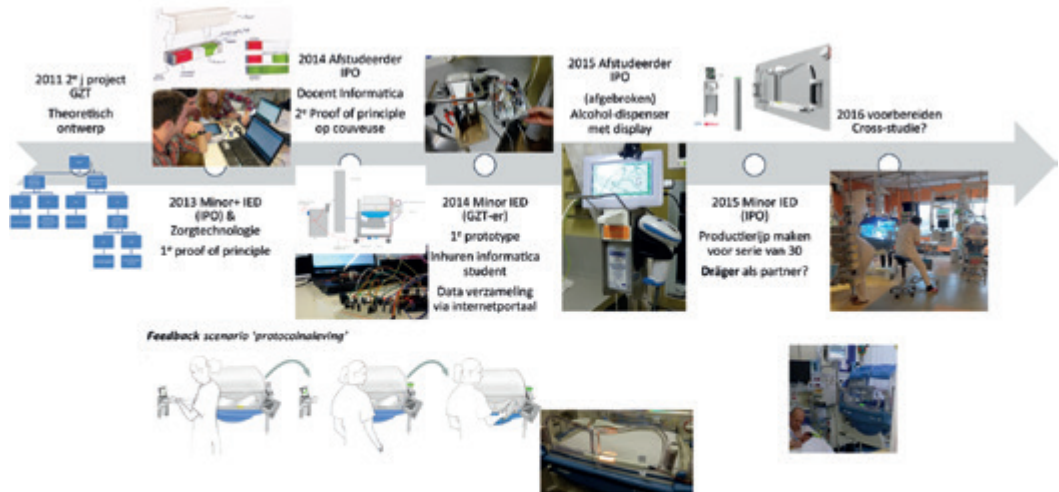 2011 2e j project
GZT
Theoretisch
ontwerp
2013 Minor+ IED
(IPO) &
Zorgtechnologie
1e proof of principle
2014 Afstudeerder
IPO
Docent Informatica
2e Proof of principle
op couveuse
2014 Minor IED
(GZT-er)
1e prototype
Inhuren informatica
student
Data verzameling
via internetportaal
2015 Afstudeerder
IPO
(afgebroken)
Alcohol-dispenser
met display
2015 Minor IED
(IPO)
Productierijp maken
voor serie van 30
Dräger als partner?
2016 voorbereiden
Cross-studie?
Feedback scenario 'protocolnaleving'